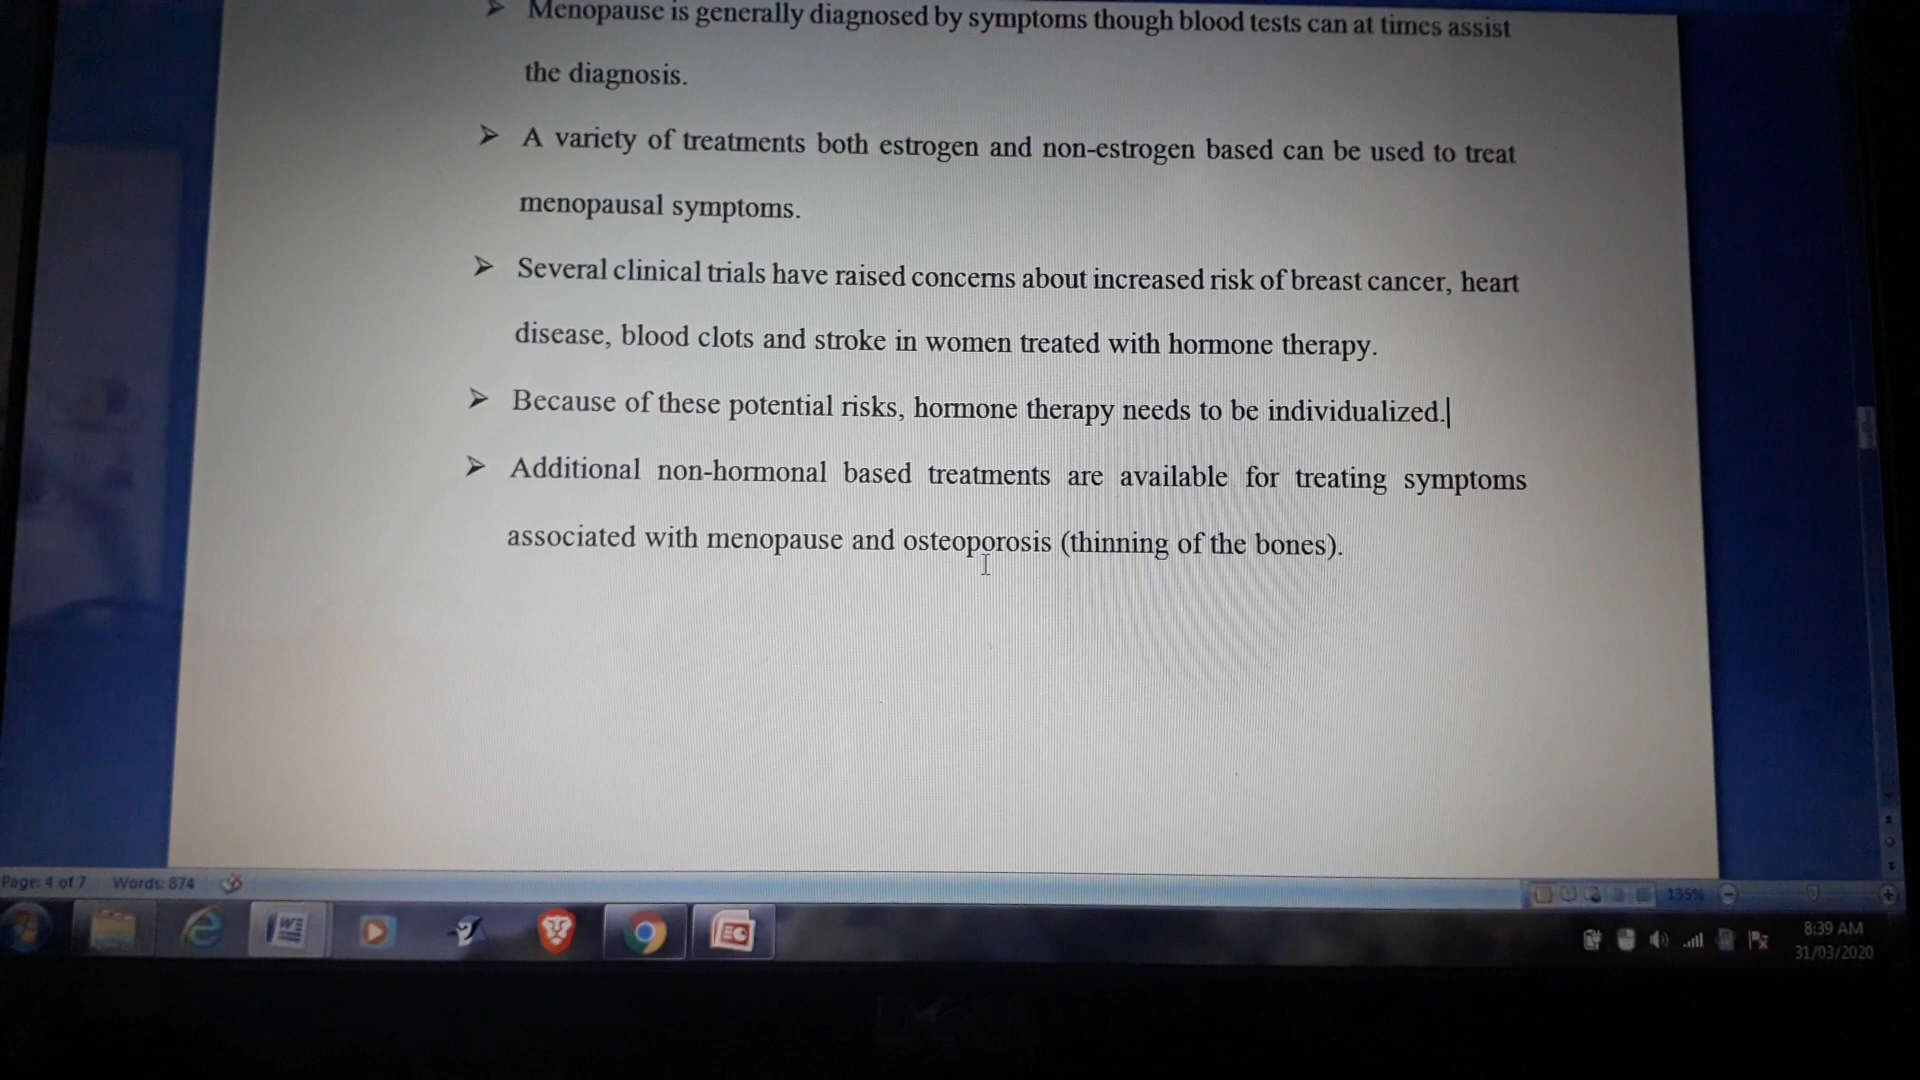 Menopause is generally diagnosed by symptoms though blood tests can at times assist
the diagnosis.
A variety of treatments both estrogen and non-estrogen based can be used to treat
menopausal symptoms.
Several clinical trials have raised concerns about increased risk of breast cancer, heart
disease, blood clots and stroke in women treated with hormone therapy.
Because of these potential risks, hormone therapy needs to be individualized.
Additional non-hormonal based treatments are available for treating symptoms
associated with menopause and osteoporosis (thinning of the bones).
Page: 4 of 7 Words: 874 135%
8:39 AM
31/03/2020